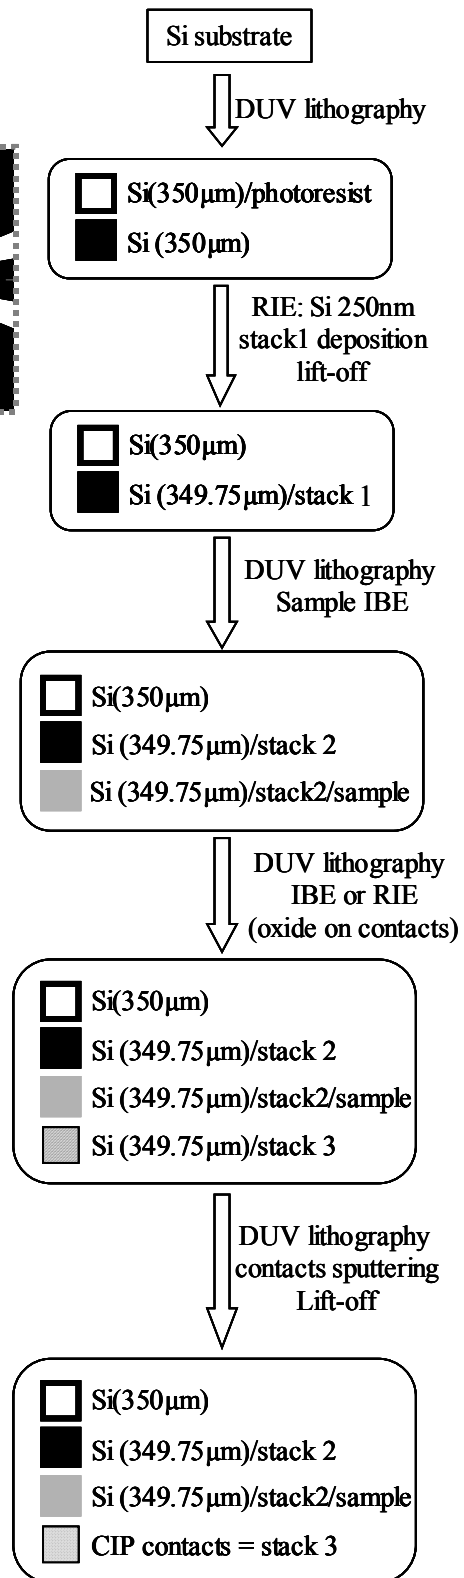 Si substrate
DUV lithography
Si(350µm)/photoresist
Si (350µm)
RIE: Si 250nm
stack1 deposition
lift-off
Si(350µm)
Si (349.75µm)/stack 1
DUV lithography
Sample IBE
Si(350µm)
Si (349.75µm)/stack 2
Si (349.75µm)/stack2/sample
DUV lithography
IBE or RIE
(oxide on contacts)
Si(350µm)
Si (349.75µm)/stack 2
Si (349.75µm)/stack2/sample
Si (349.75µm)/stack 3
DUV lithography
contacts sputtering
Lift-off
Si(350µm)
Si (349.75µm)/stack 2
Si (349.75µm)/stack2/sample
CIP contacts = stack 3